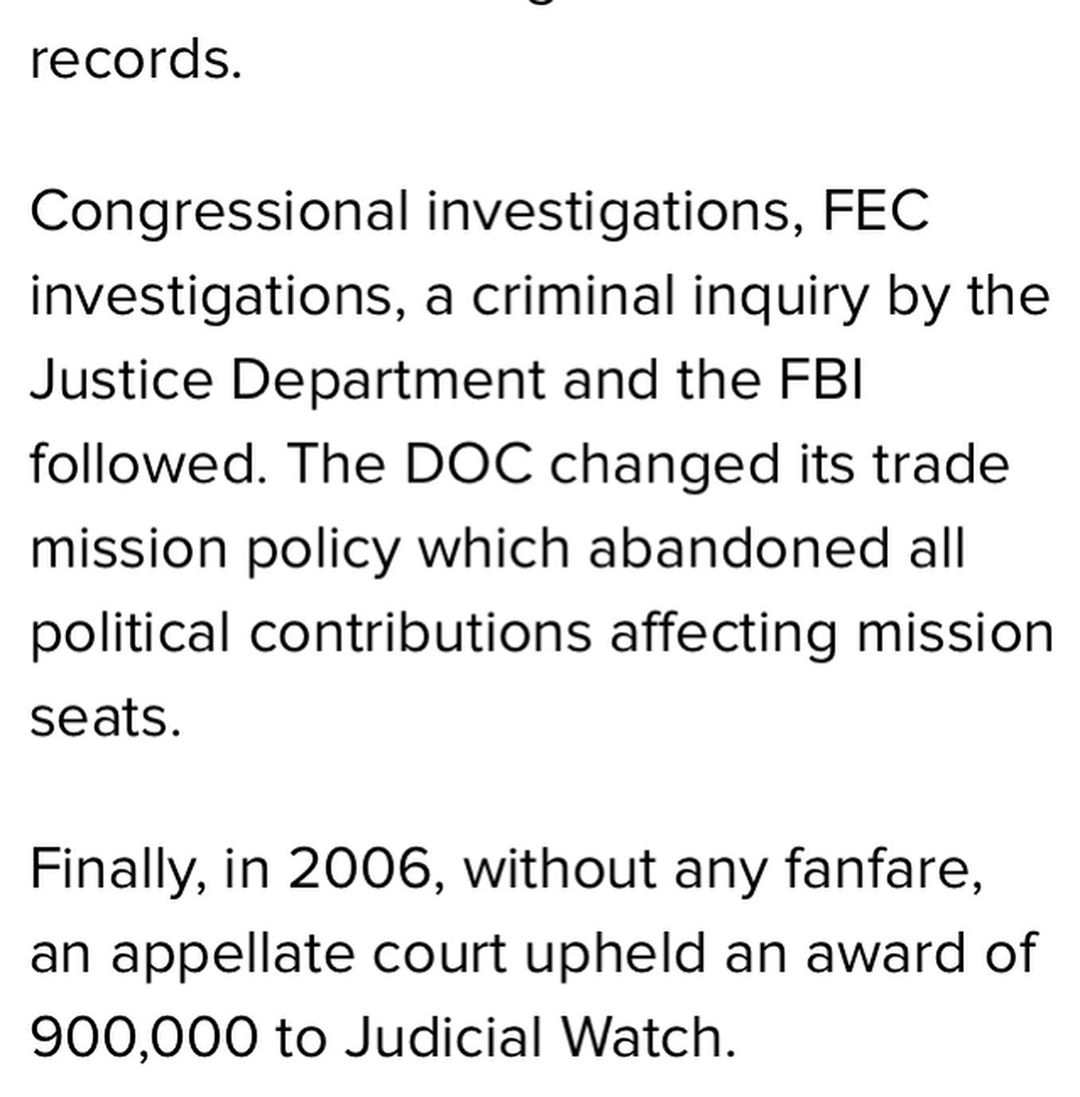 records.
Congressional investigations, FEC
investigations, a criminal inquiry by the
Justice Department and the FBI
followed. The DOC changed its trade
mission policy which abandoned all
political contributions affecting mission
seats.
Finally, in 2006, without any fanfare,
an appellate court upheld an award of
900,000 to Judicial Watch.